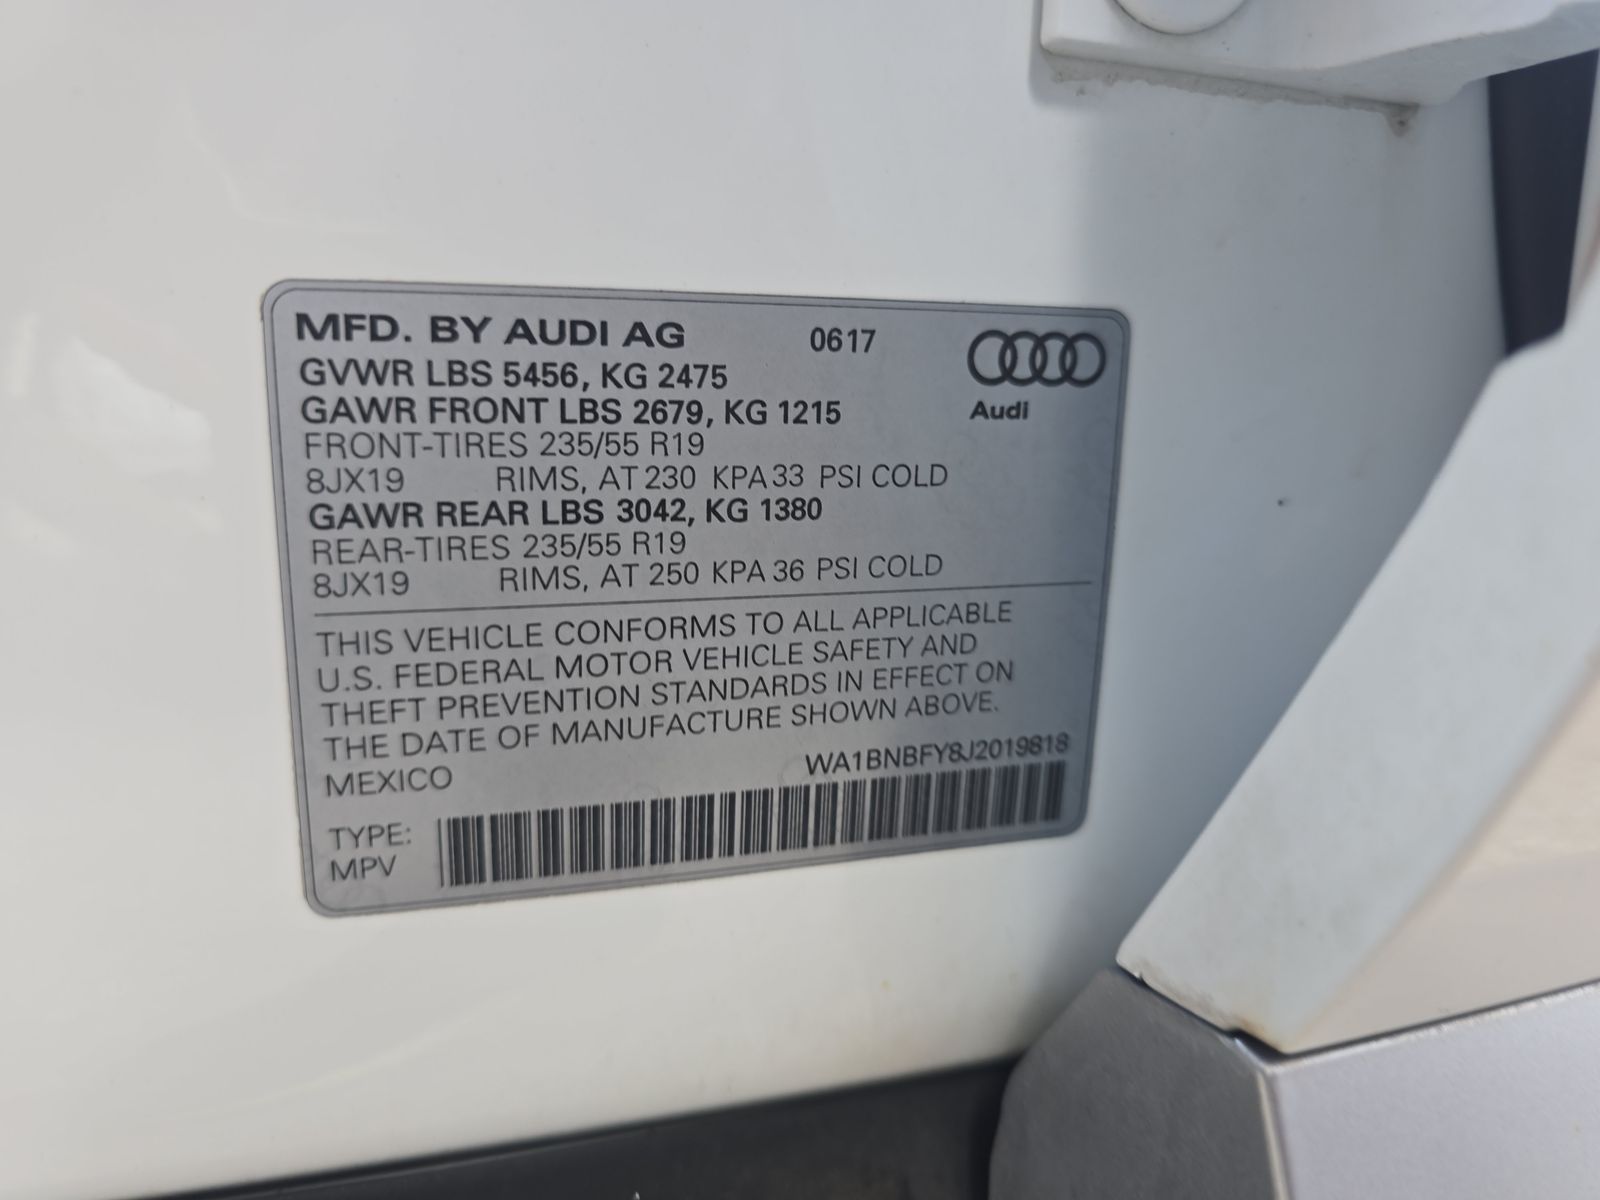 MFD. BY AUDI AG 0617
GVWR LBS 5456, KG 2475
GAWR FRONT LBS 2679, KG 1215
Audi
FRONT-TIRES 235/55 R19
8JX19 RIMS, AT 230 KPA 33 PSI COLD
GAWR REAR LBS 3042, KG 1380
REAR-TIRES 235/55 R19
8JX19 RIMS, AT 250 KPA 36 PSI COLD
THIS VEHICLE CONFORMS TO ALL APPLICABLE
U.S. FEDERAL MOTOR VEHICLE SAFETY AND
THEFT PREVENTION STANDARDS IN EFFECT ON
THE DATE OF MANUFACTURE SHOWN ABOVE.
MEXICO WA1BNBFY8J2019818
TYPE:
MPV